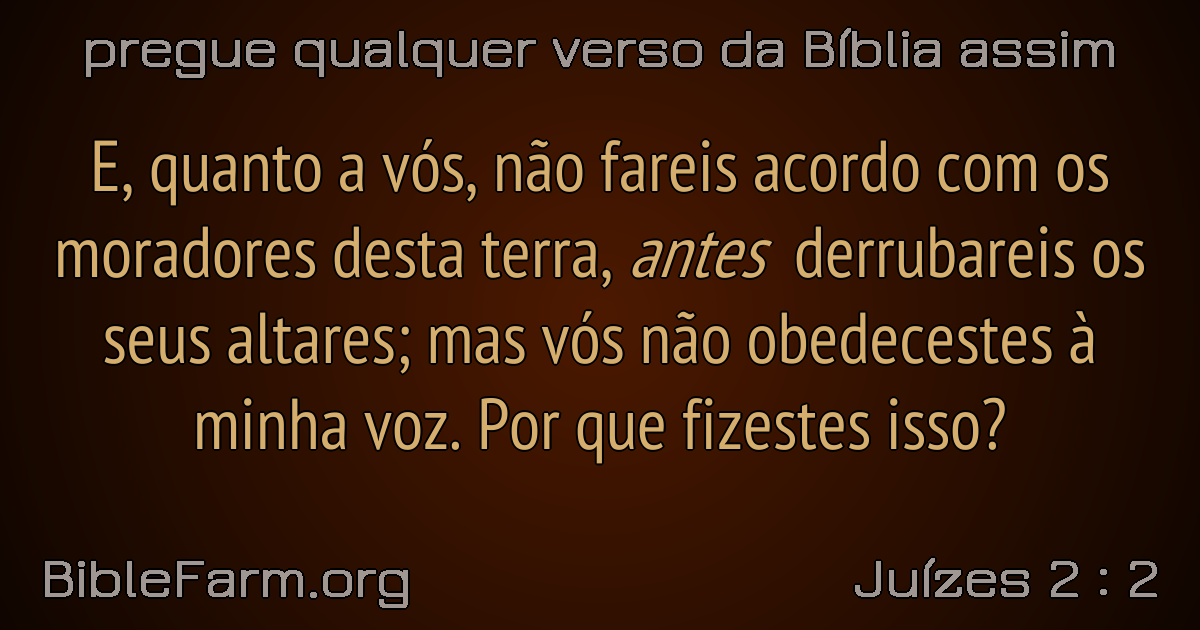 pregue qualquer verso da Bíblia assim
E, quanto a vós, não fareis acordo com os
moradores desta terra, antes derrubareis os
seus altares; mas vós não obedecestes à
minha voz. Por que fizestes isso?
BibleFarm.org
Juízes 2 : 2